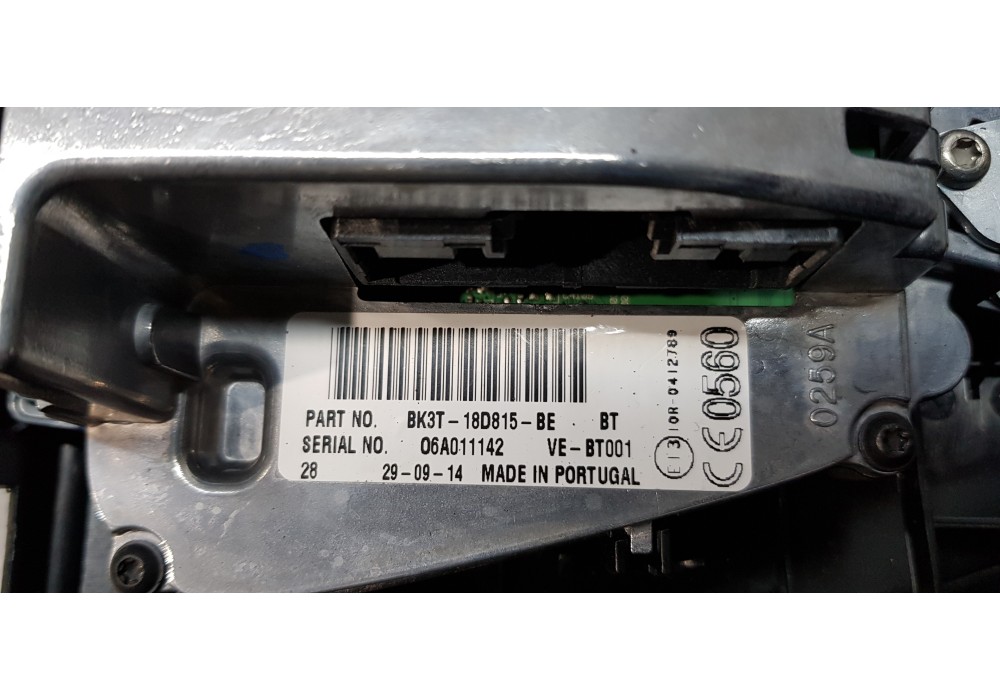 PART NO. BK3T-18D815-BE BT
SERIAL NO. 06A011142 VE-BT001
28 29-09-14 MADE IN PORTUGAL
E13 10R-0412789
CE0560
0259A